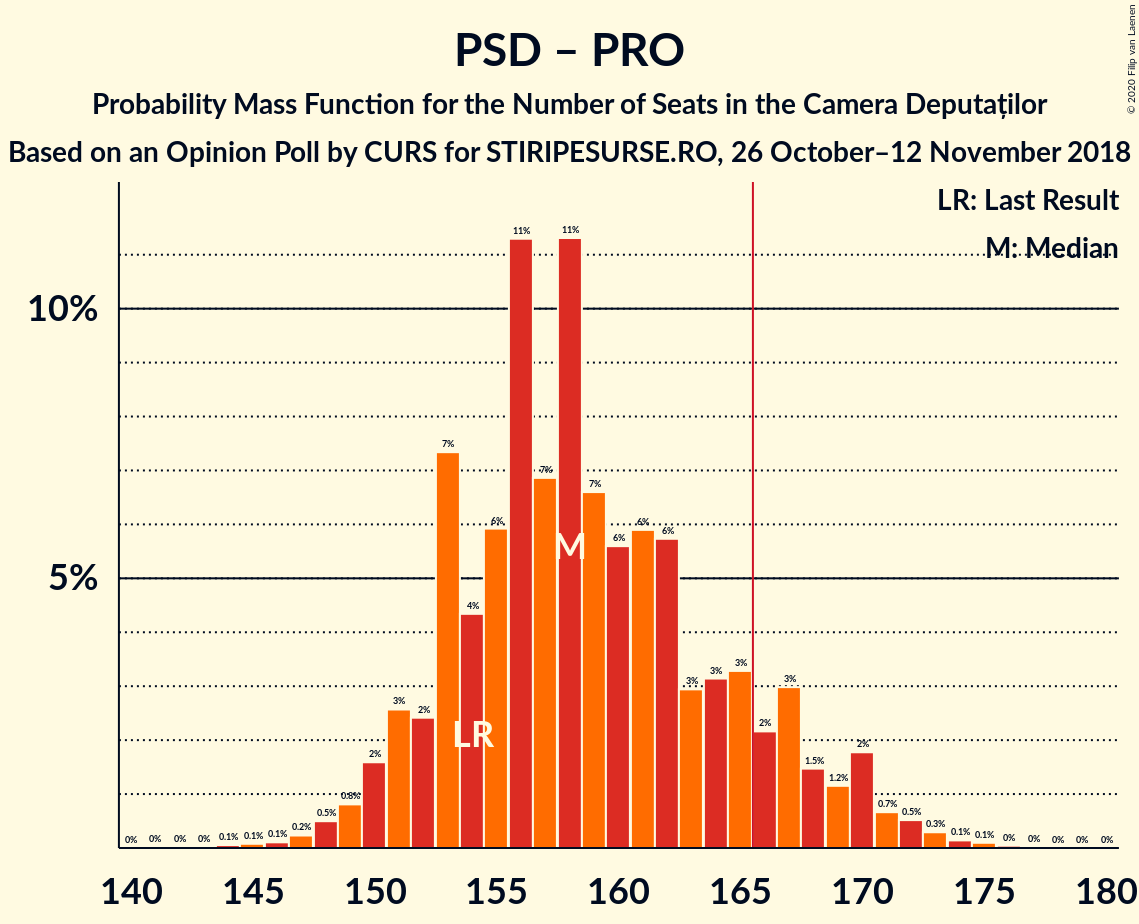 PSD – PRO
Probability Mass Function for the Number of Seats in the Camera Deputaților
Based on an Opinion Poll by CURS for STIRIPESURSE.RO, 26 October–12 November 2018
© 2020 Filip van Laenen
LR: Last Result
M: Median
10%
5%
0% 0% 0% 0% 0.1% 0.1% 0.1% 0.2% 0.5% 0.8% 2% 3% 2% 7% 4% 6% 11% 7% 11% 7% 6% 6% 6% 3% 3% 3% 2% 3% 1.5% 1.2% 2% 0.7% 0.5% 0.3% 0.1% 0.1% 0% 0% 0% 0% 0%
M
LR
140 145 150 155 160 165 170 175 180